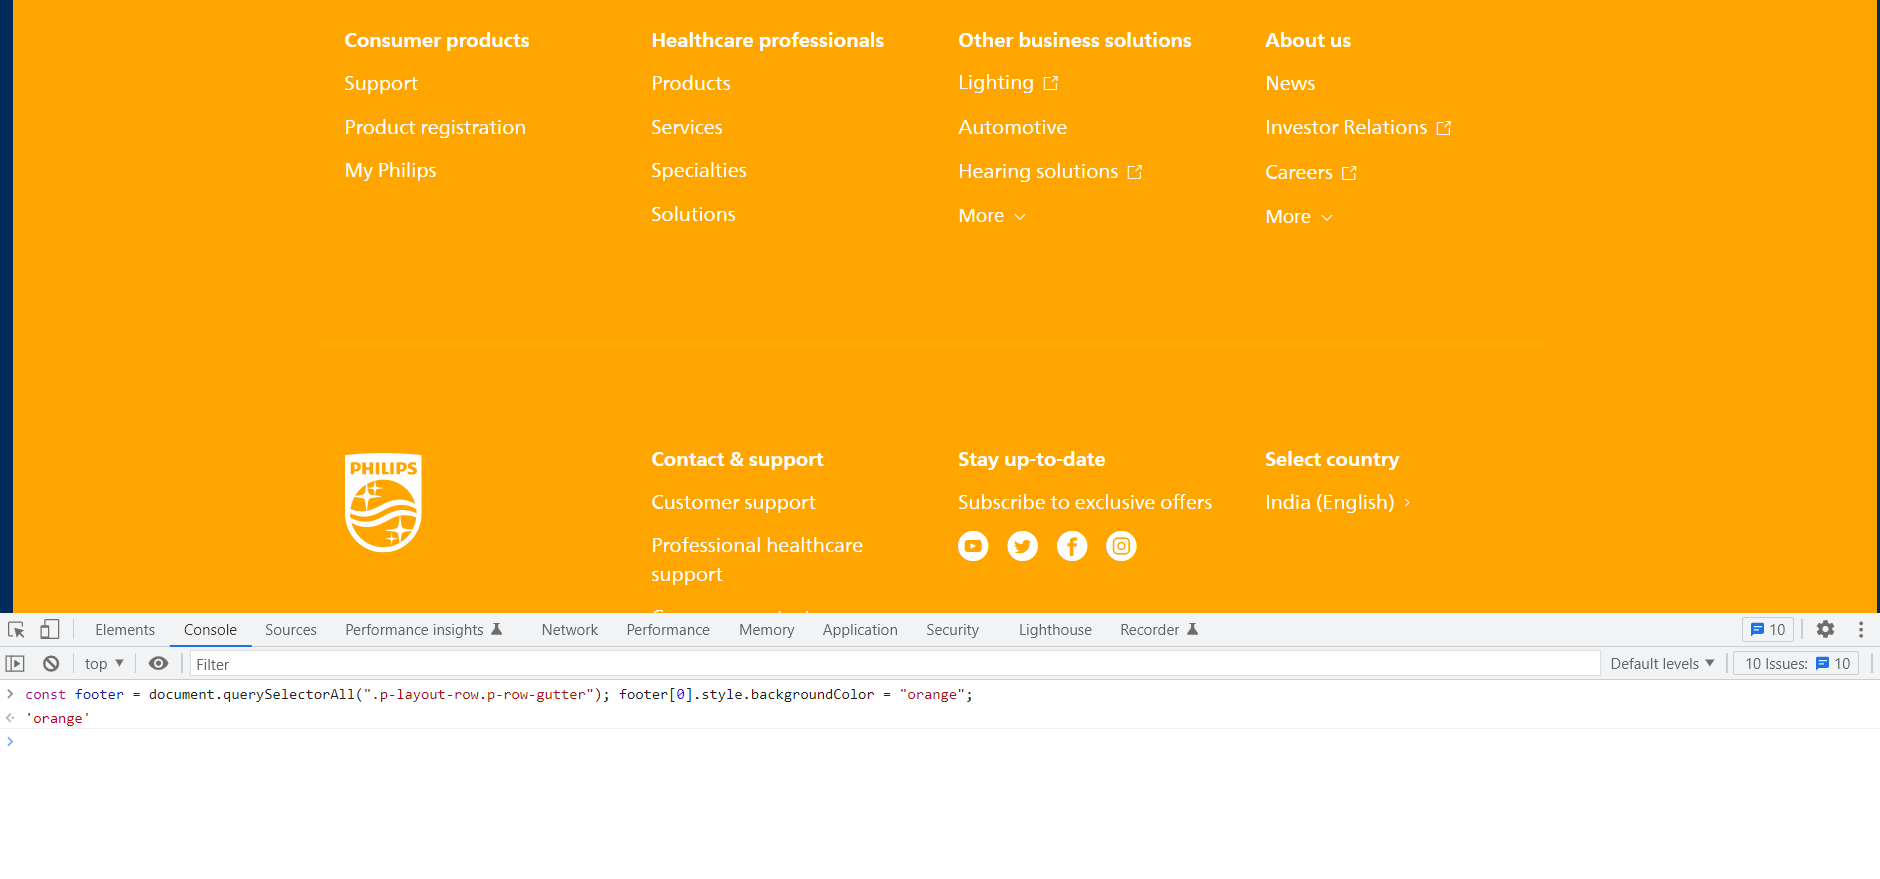 Consumer products
Support
Product registration
My Philips
Healthcare professionals
Products
Services
Specialties
Solutions
Other business solutions
Lighting
Automotive
Hearing solutions
More
About us
News
Investor Relations
Careers
More
PHILIPS
Contact & support
Customer support
Professional healthcare
support
Stay up-to-date
Subscribe to exclusive offers
Select country
India (English)
Elements Console Sources Performance insights Network Performance Memory Application Security Lighthouse Recorder 10
top Filter Default levels 10 Issues: 10
const footer = document.querySelectorAll(".p-layout-row.p-row-gutter"); footer[0].style.backgroundColor = "orange";
'orange'